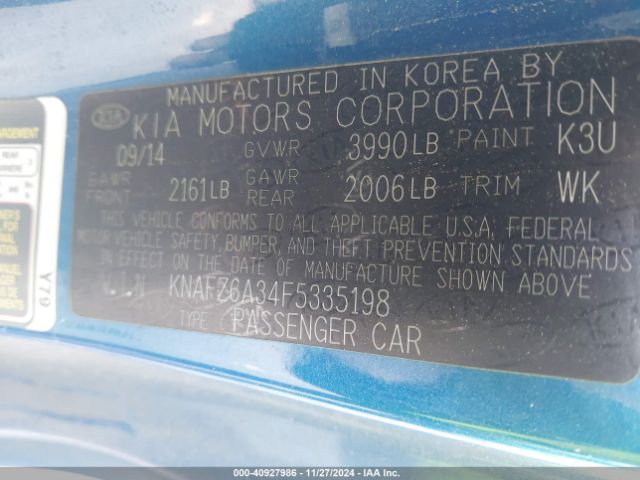 MANUFACTURED IN KOREA BY
KIA KIA MOTORS CORPORATION
09/14 GVWR 3990LB PAINT K3U
GAWR FRONT 2161LB GAWR REAR 2006LB TRIM WK
THIS VEHICLE CONFORMS TO ALL APPLICABLE U.S.A. FEDERAL
MOTOR VEHICLE SAFETY, BUMPER, AND THEFT PREVENTION STANDARDS
IN EFFECT ON THE DATE OF MANUFACTURE SHOWN ABOVE
V.I.N KNAFZ6A34F5335198
TYPE: PASSENGER CAR
REAR
Y79
000-40927986 - 11/27/2024 - IAA Inc.